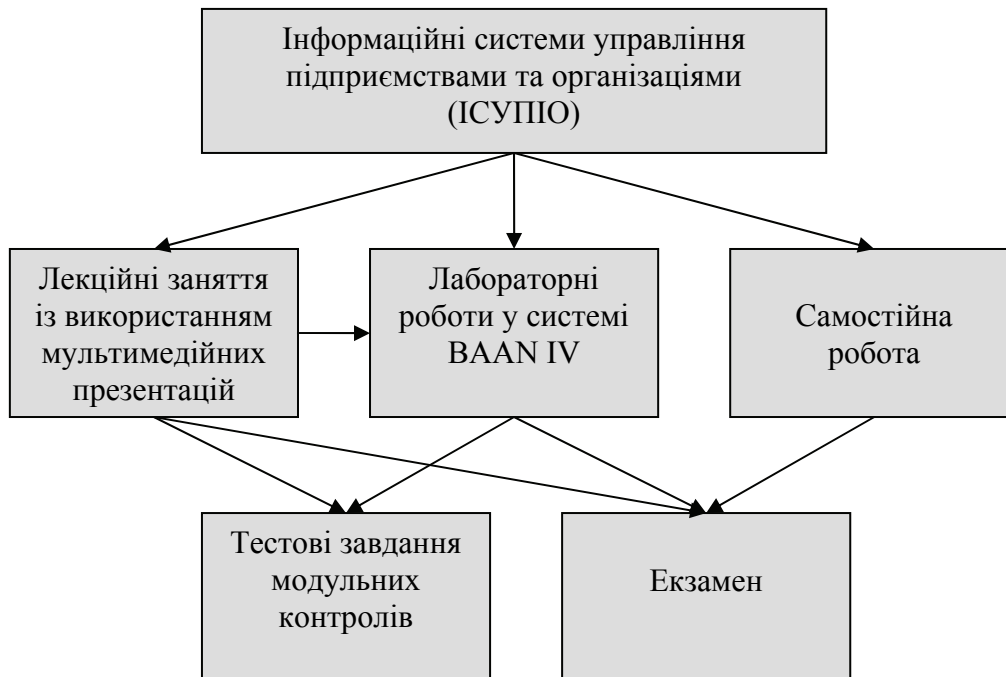 Інформаційні системи управління
підприємствами та організаціями
(ІСУПІО)
Лекційні заняття
із використанням
мультимедійних
презентацій
Лабораторні
роботи у системі
BAAN IV
Самостійна
робота
Тестові завдання
модульних
контролів
Екзамен